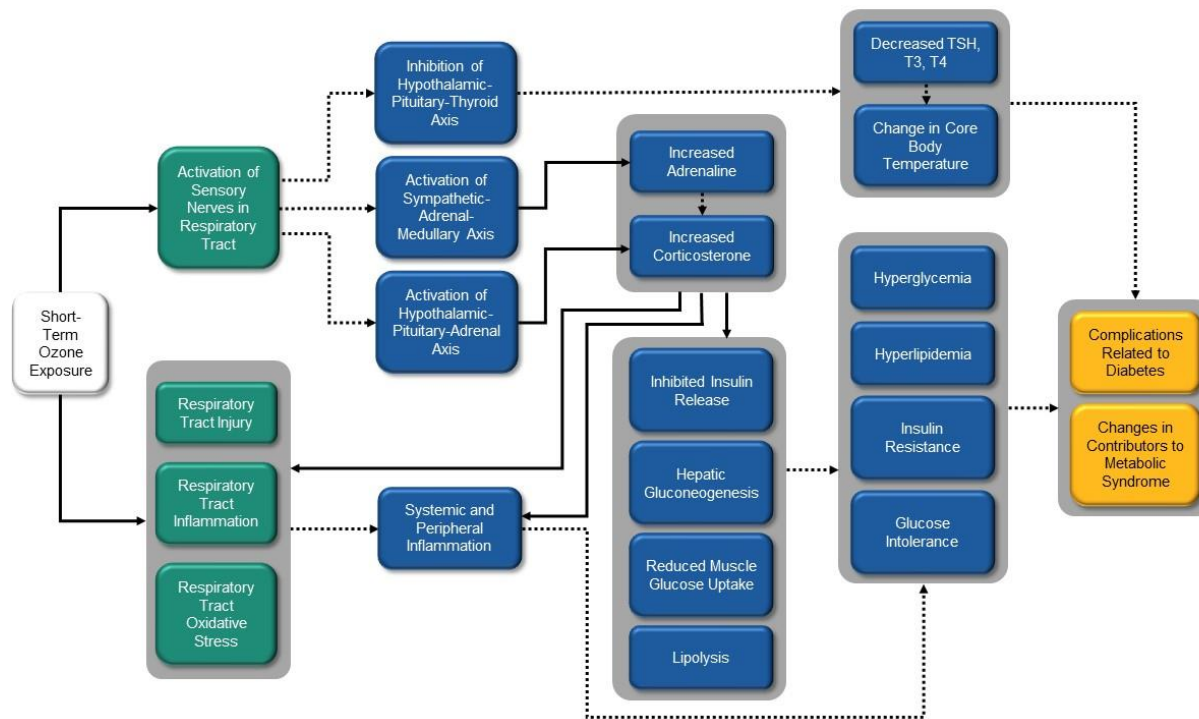 Short-
Term
Ozone
Exposure
Activation of
Sensory
Nerves in
Respiratory
Tract
Respiratory
Tract Injury
Respiratory
Tract
Inflammation
Respiratory
Tract
Oxidative
Stress
Inhibition of
Hypothalamic-
Pituitary-Thyroid
Axis
Activation of
Sympathetic-
Adrenal-
Medullary Axis
Activation of
Hypothalamic-
Pituitary-Adrenal
Axis
Systemic and
Peripheral
Inflammation
Increased
Adrenaline
Increased
Corticosterone
Inhibited Insulin
Release
Hepatic
Gluconeogenesis
Reduced Muscle
Glucose Uptake
Lipolysis
Decreased TSH,
T3, T4
Change in Core
Body
Temperature
Hyperglycemia
Hyperlipidemia
Insulin
Resistance
Glucose
Intolerance
Complications
Related to
Diabetes
Changes in
Contributors to
Metabolic
Syndrome